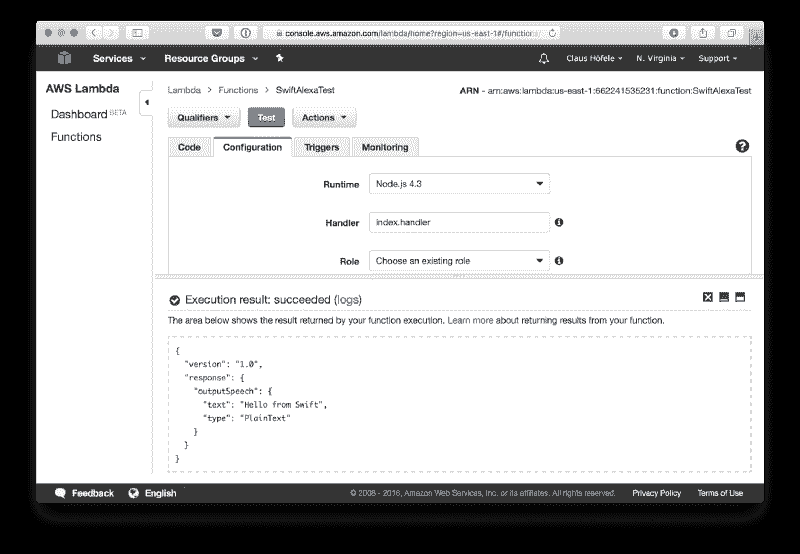 console.aws.amazon.com/lambda/home?region=us-east-1#/function
Services Resource Groups Claus Höfele N. Virginia Support
AWS Lambda
Dashboard BETA
Functions
Lambda > Functions > SwiftAlexaTest ARN - arn:aws:lambda:us-east-1:662241535231:function:SwiftAlexaTest
Qualifiers Test Actions
Code Configuration Triggers Monitoring
Runtime Node.js 4.3
Handler index.handler
Role Choose an existing role
Execution result: succeeded (logs)
The area below shows the result returned by your function execution. Learn more about returning results from your function.
{
"version": "1.0",
"response": {
"outputSpeech": {
"text": "Hello from Swift",
"type": "PlainText"
}
}
}
Feedback English © 2008 - 2016, Amazon Web Services, Inc. or its affiliates. All rights reserved. Privacy Policy Terms of Use